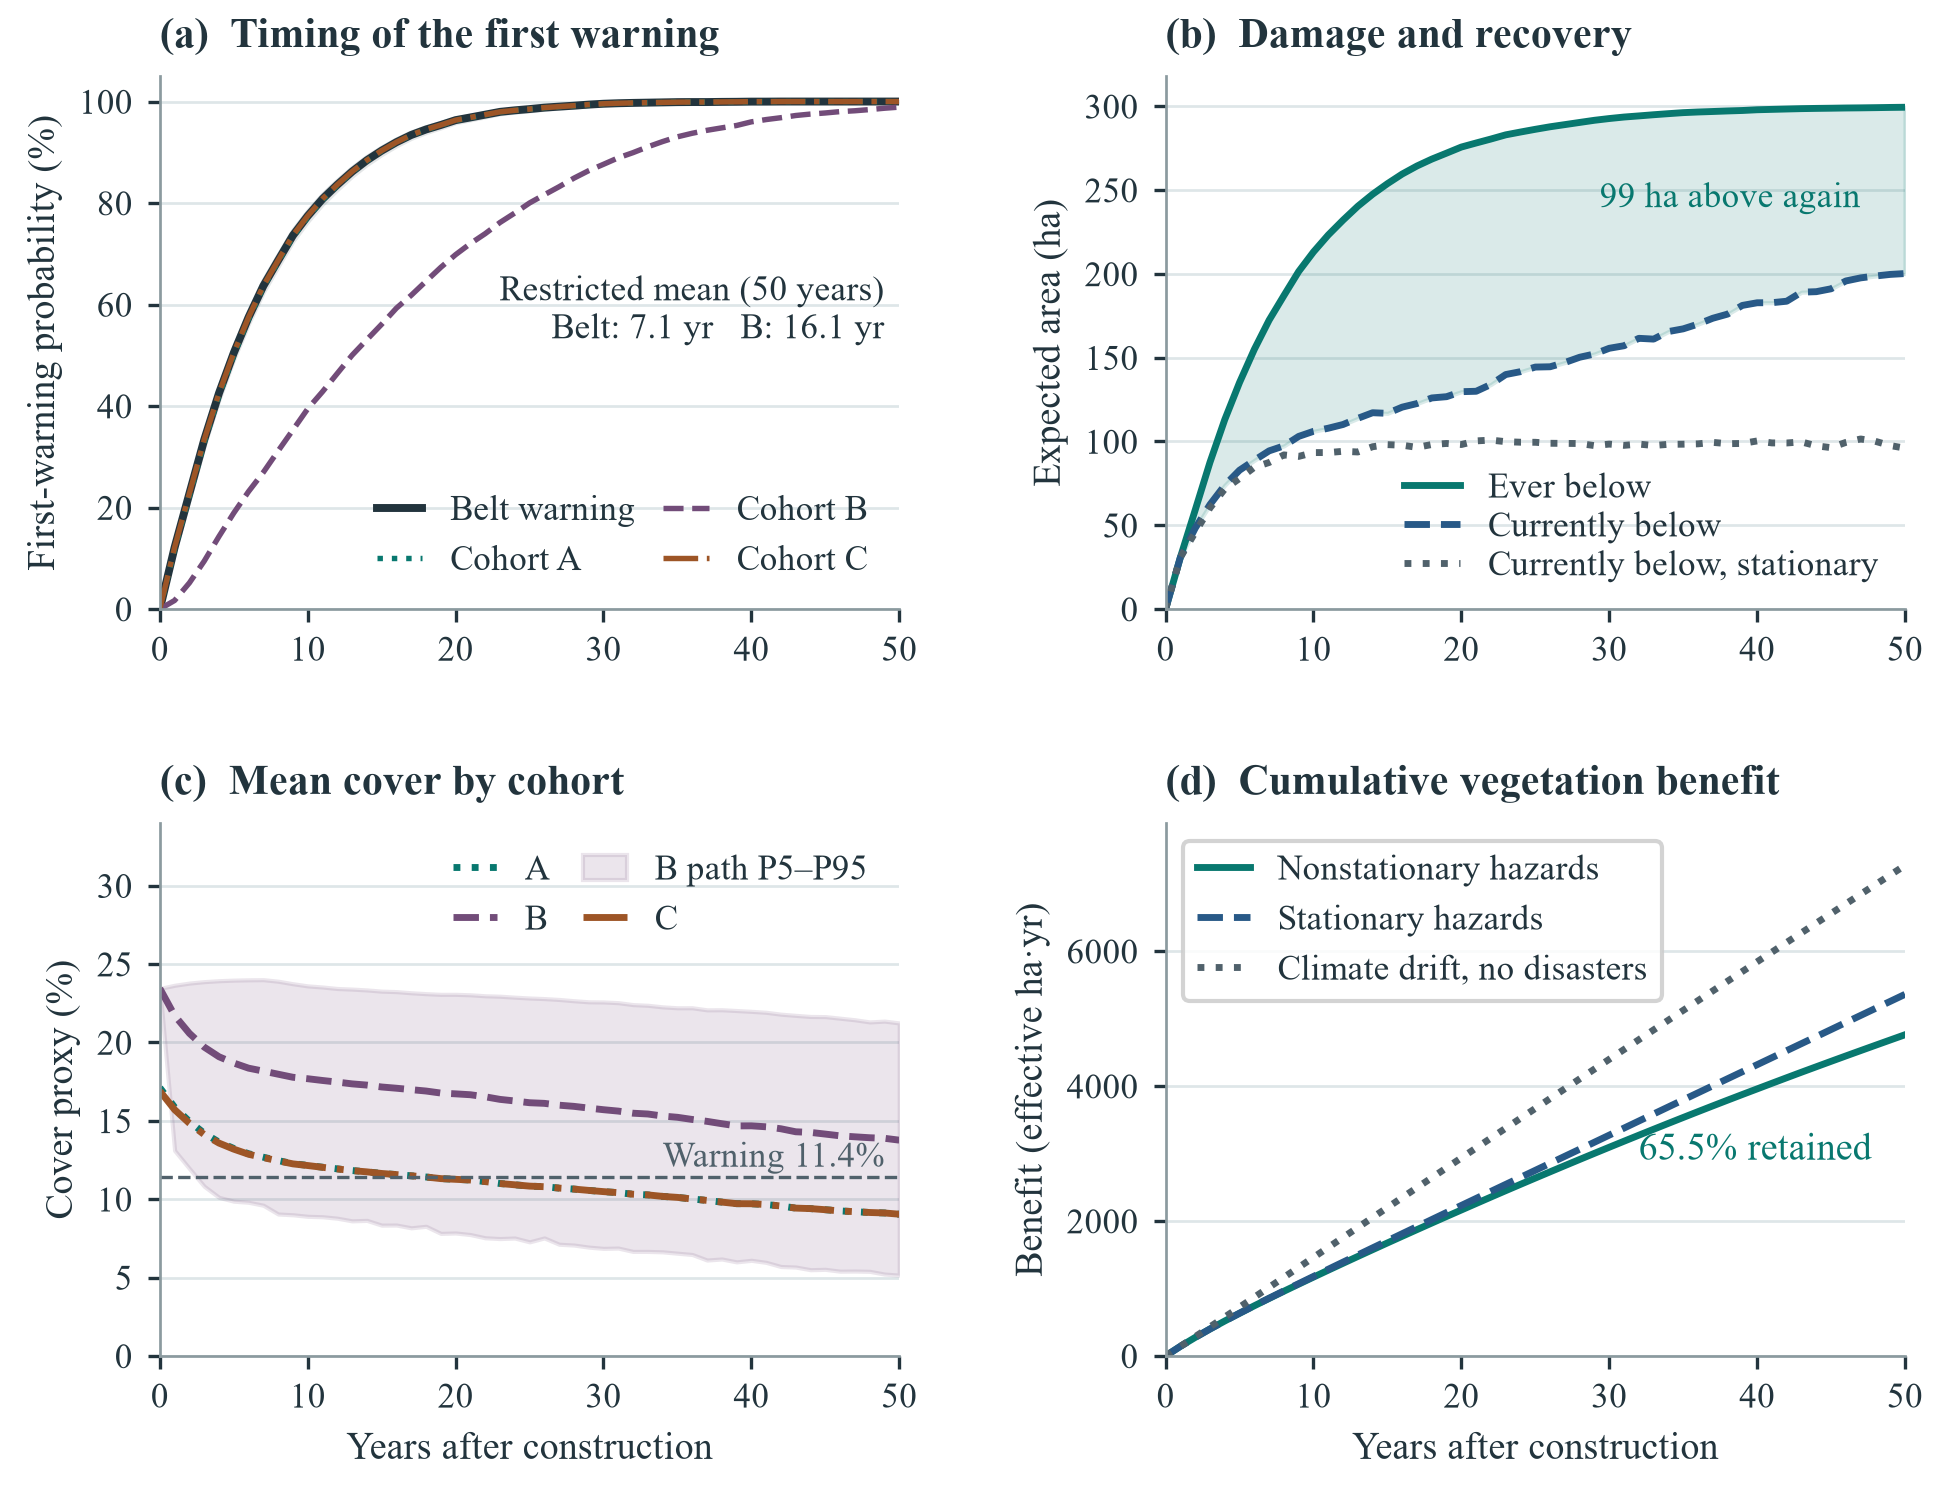 (a) Timing of the first warning
First-warning probability (%)
100
80
60
40
20
0
Restricted mean (50 years)
Belt: 7.1 yr B: 16.1 yr
Belt warning
Cohort A
Cohort B
Cohort C
0 10 20 30 40 50
(b) Damage and recovery
Expected area (ha)
300
250
200
150
100
50
0
99 ha above again
Ever below
Currently below
Currently below, stationary
0 10 20 30 40 50
(c) Mean cover by cohort
Cover proxy (%)
30
25
20
15
10
5
0
A
B
B path P5–P95
C
Warning 11.4%
0 10 20 30 40 50
Years after construction
(d) Cumulative vegetation benefit
Benefit (effective ha·yr)
6000
4000
2000
0
Nonstationary hazards
Stationary hazards
Climate drift, no disasters
65.5% retained
0 10 20 30 40 50
Years after construction